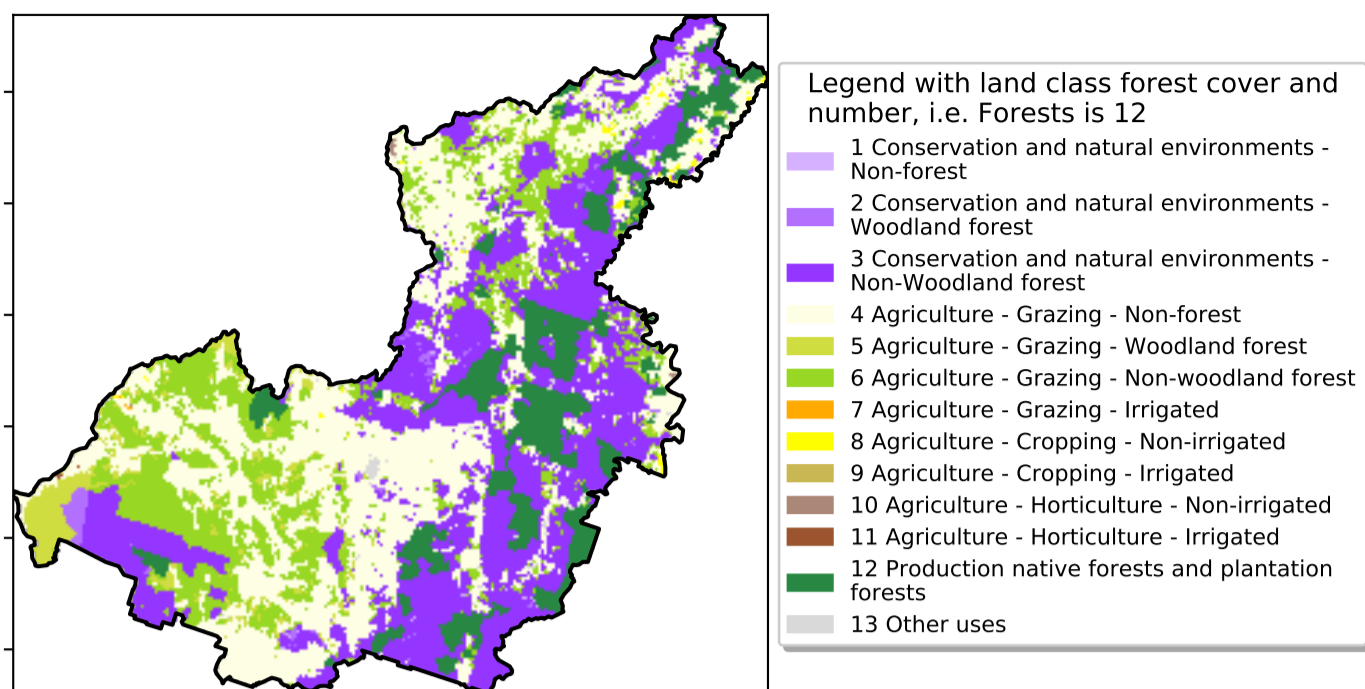 Legend with land class forest cover and
number, i.e. Forests is 12
1 Conservation and natural environments -
Non-forest
2 Conservation and natural environments -
Woodland forest
3 Conservation and natural environments -
Non-Woodland forest
4 Agriculture - Grazing - Non-forest
5 Agriculture - Grazing - Woodland forest
6 Agriculture - Grazing - Non-woodland forest
7 Agriculture - Grazing - Irrigated
8 Agriculture - Cropping - Non-irrigated
9 Agriculture - Cropping - Irrigated
10 Agriculture - Horticulture - Non-irrigated
11 Agriculture - Horticulture - Irrigated
12 Production native forests and plantation
forests
13 Other uses